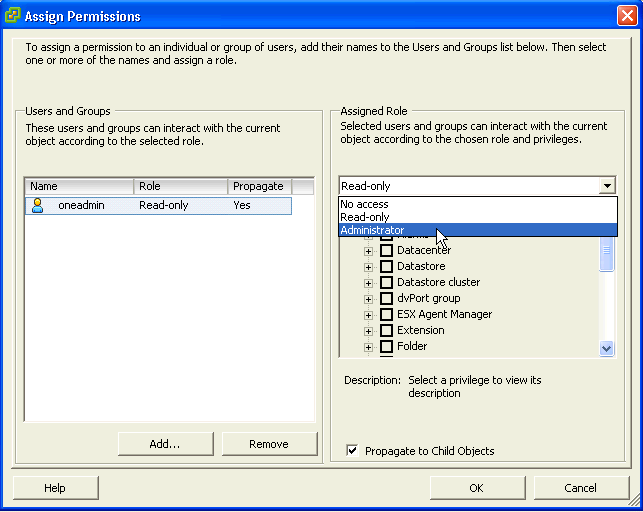 Assign Permissions
To assign a permission to an individual or group of users, add their names to the Users and Groups list below. Then select
one or more of the names and assign a role.
Users and Groups
These users and groups can interact with the current
object according to the selected role.
Name Role Propagate
oneadmin Read-only Yes
Add... Remove
Assigned Role
Selected users and groups can interact with the current
object according to the chosen role and privileges.
Read-only
No access
Read-only
Administrator
Datacenter
Datastore
Datastore cluster
dvPort group
ESX Agent Manager
Extension
Folder
Description: Select a privilege to view its
description
Propagate to Child Objects
Help OK Cancel